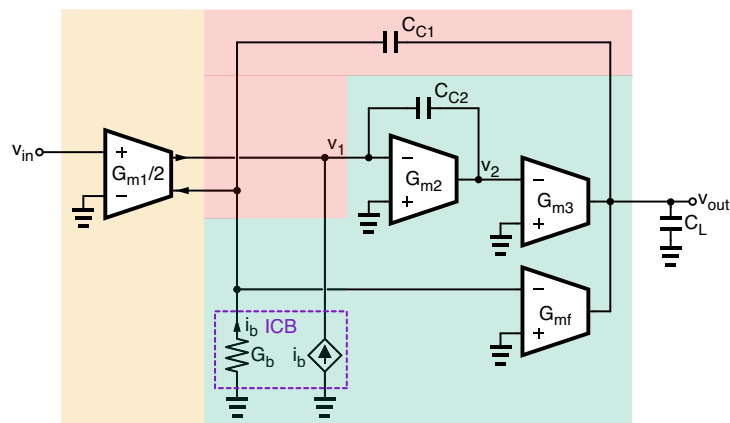 C_C1
C_C2
v_in
+
G_m1/2
−
v_1
−
G_m2
+
v_2
−
G_m3
+
v_out
C_L
−
G_mf
+
i_b ICB
G_b
i_b